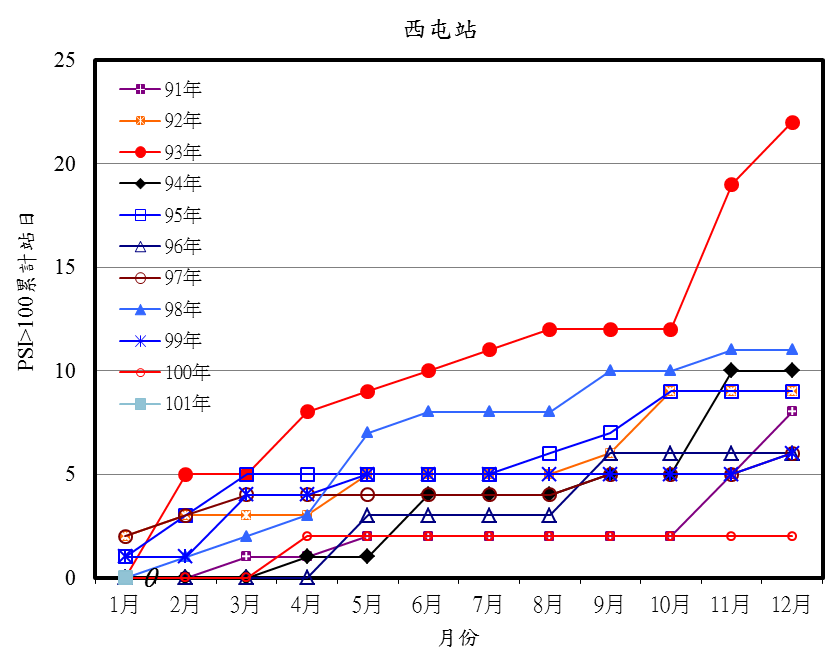 西屯站
PSI>100累計站日
25
20
15
10
5
0
91年
92年
93年
94年
95年
96年
97年
98年
99年
100年
101年
0
1月 2月 3月 4月 5月 6月 7月 8月 9月 10月 11月 12月
月份